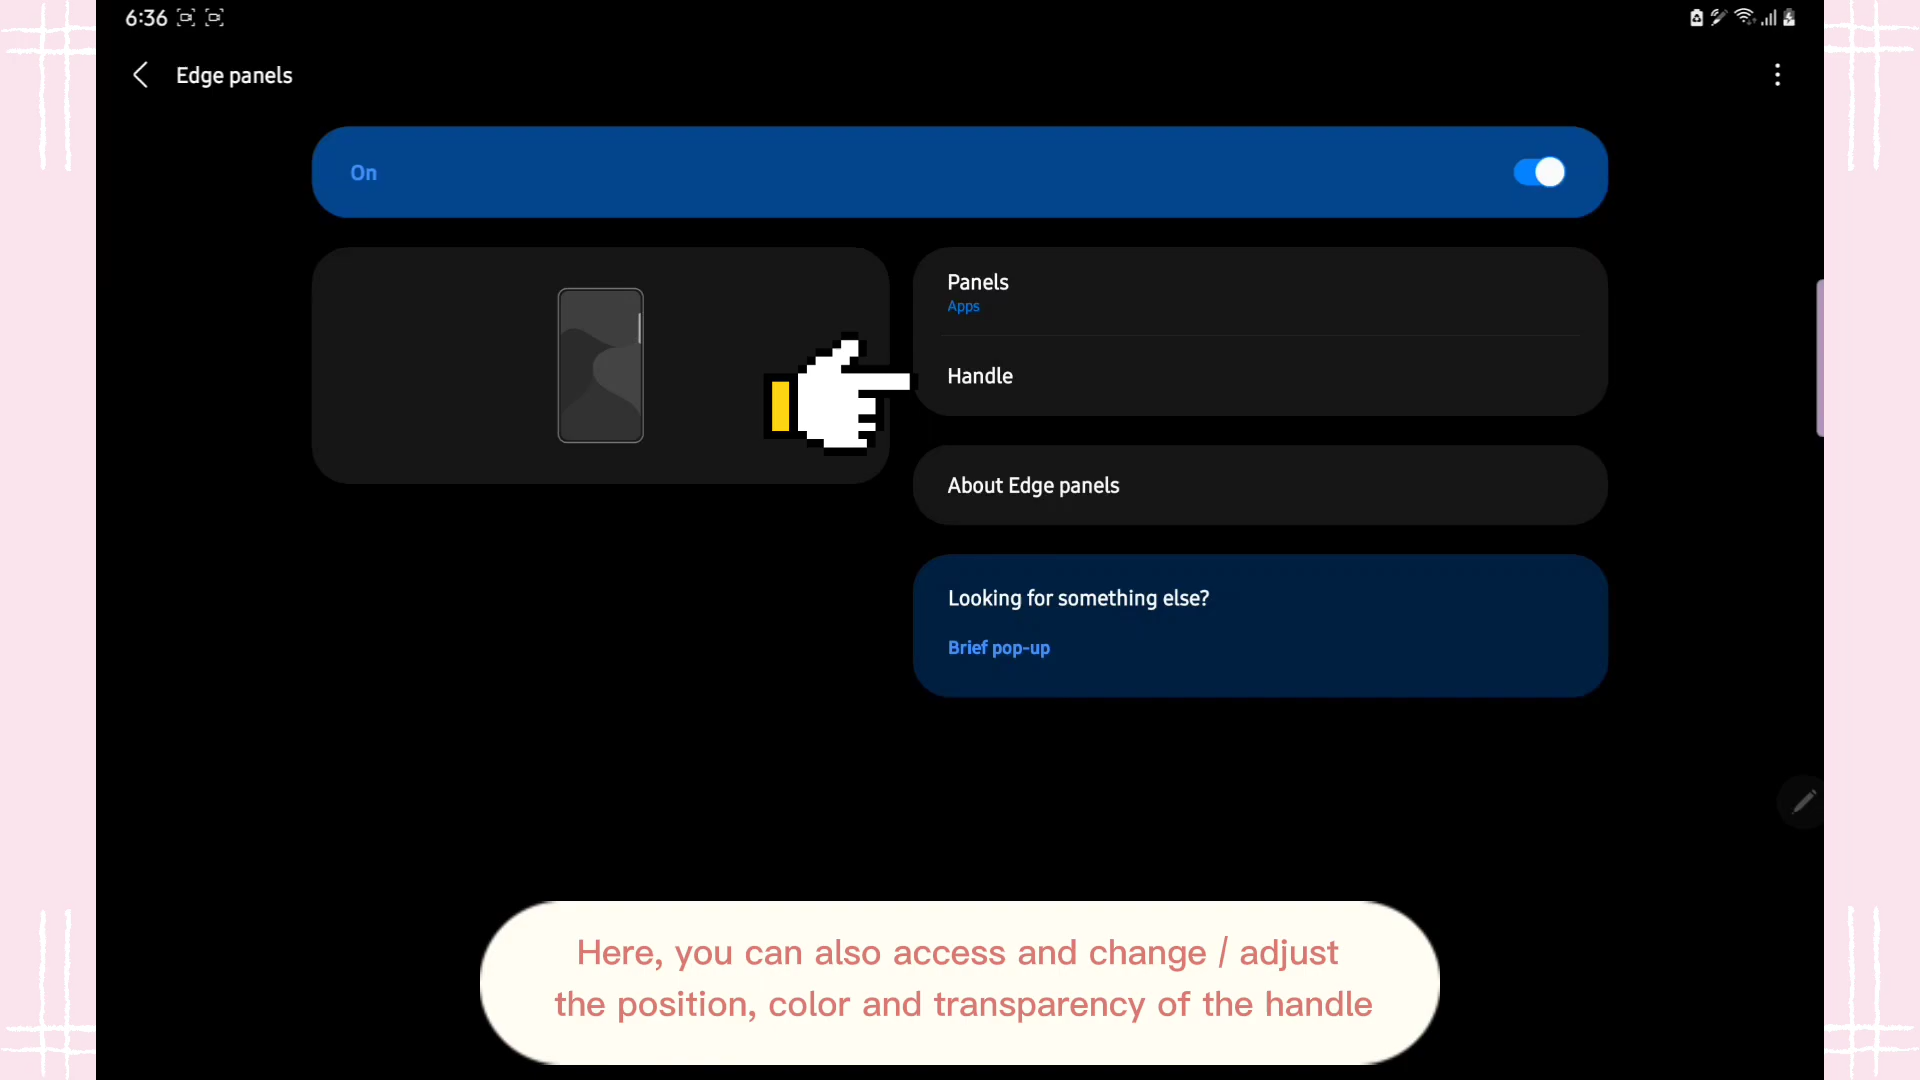 6:36
Edge panels
On
Panels
Apps
Handle
About Edge panels
Looking for something else?
Brief pop-up
Here, you can also access and change / adjust
the position, color and transparency of the handle